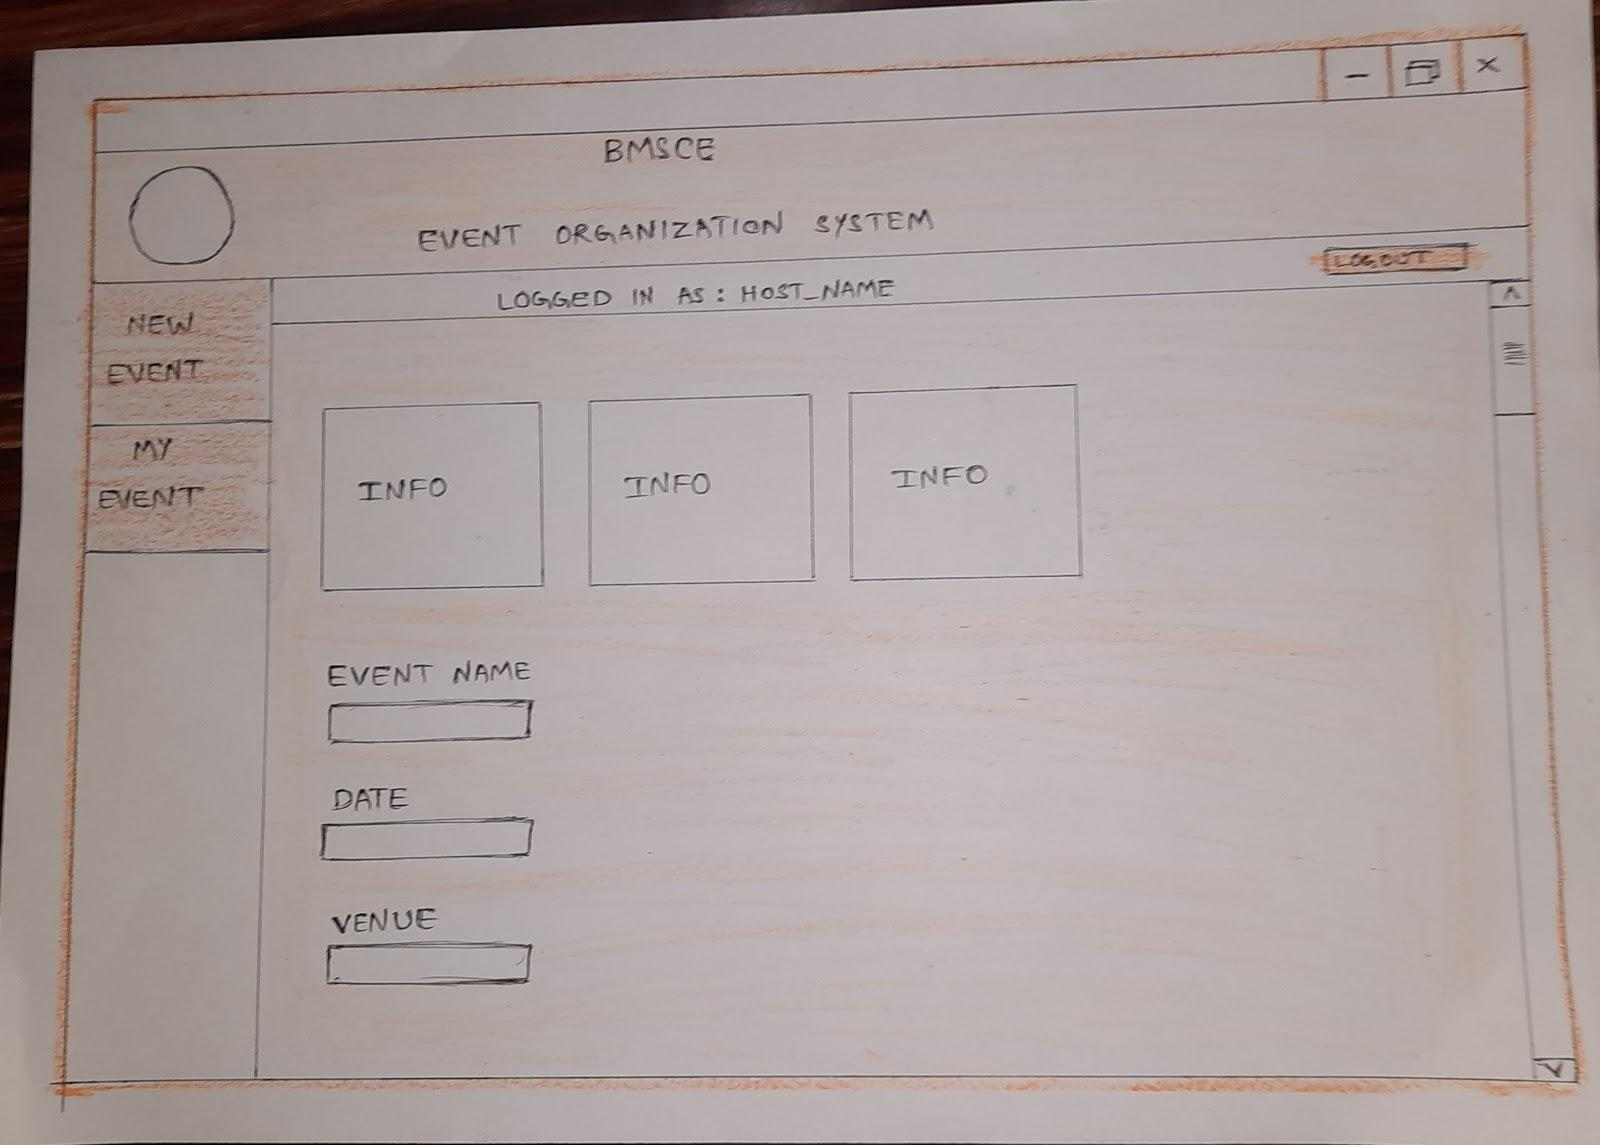 BMSCE
EVENT ORGANIZATION SYSTEM
LOGOUT
LOGGED IN AS : HOST_NAME
NEW
EVENT
MY
EVENT
INFO
INFO
INFO
EVENT NAME
DATE
VENUE